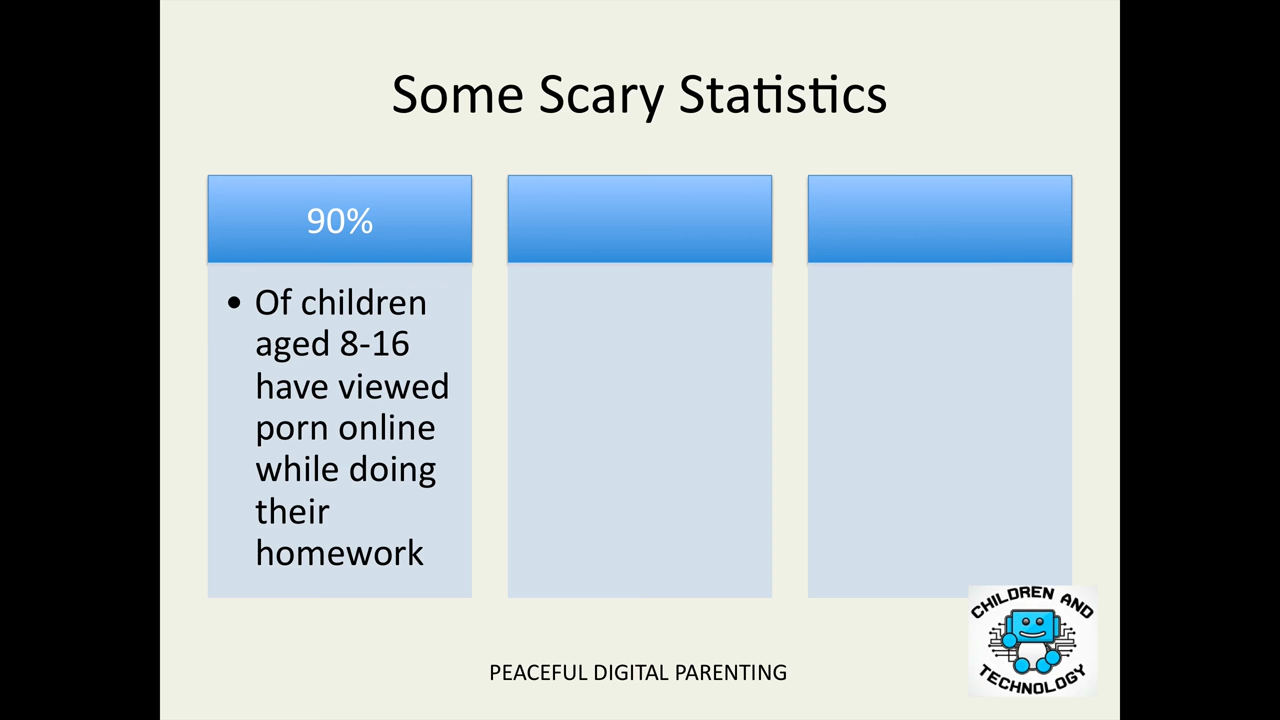 Some Scary Statistics
90%
• Of children
aged 8-16
have viewed
porn online
while doing
their
homework
PEACEFUL DIGITAL PARENTING
CHILDREN AND
TECHNOLOGY